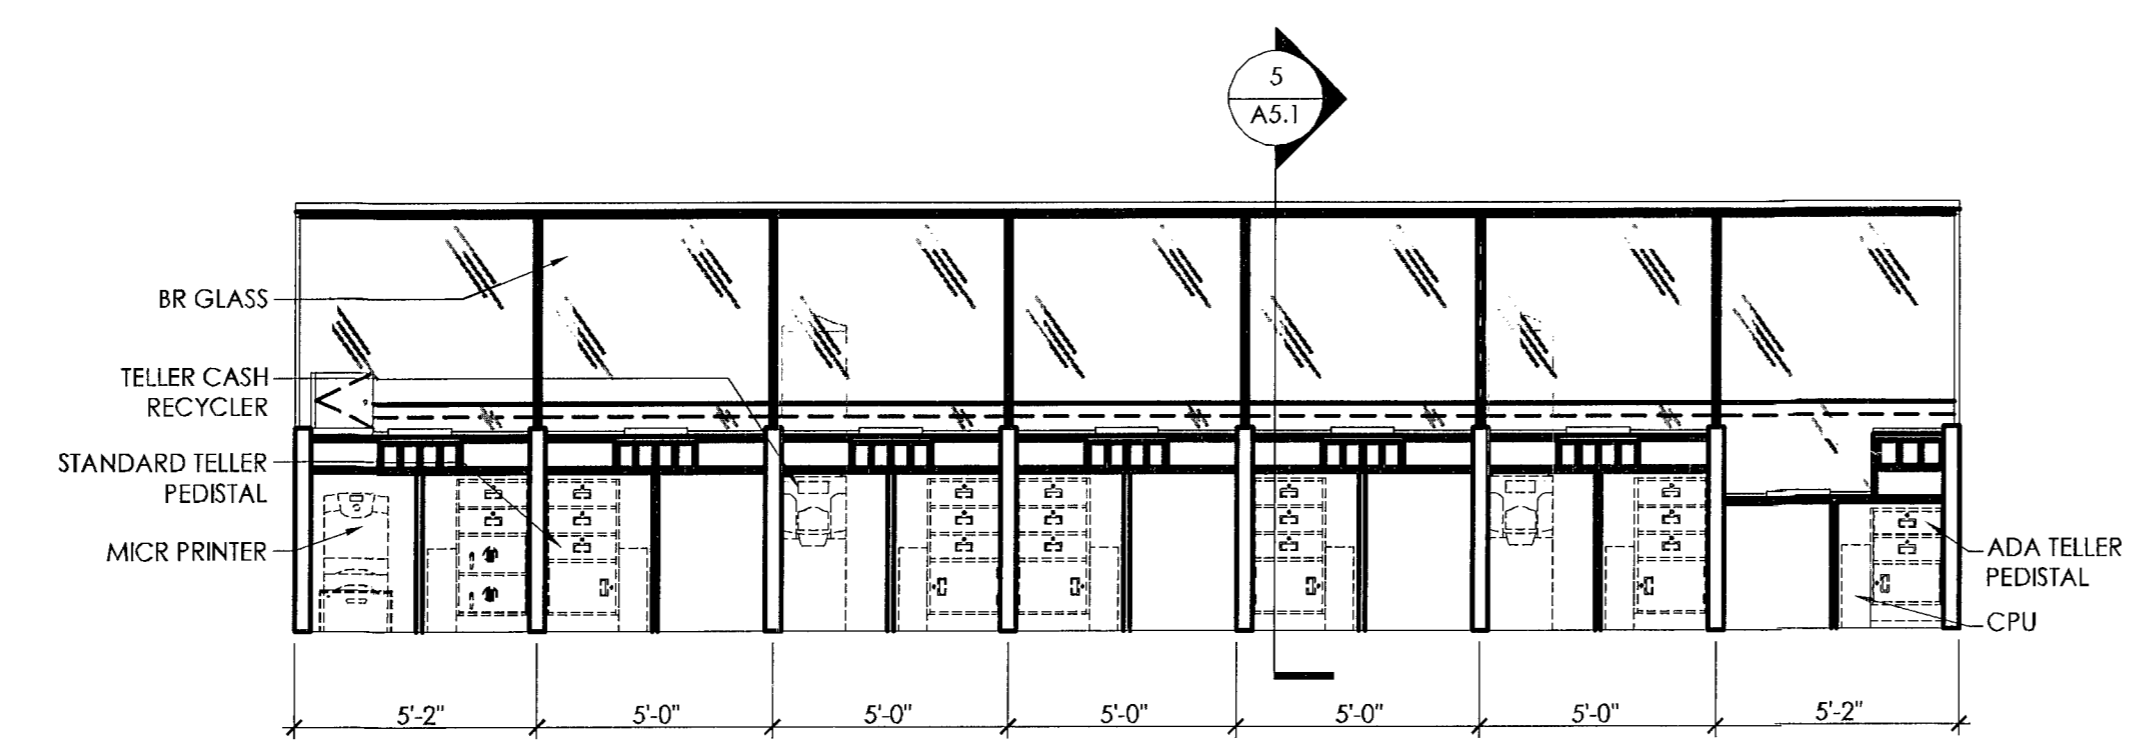 5
A5.1
BR GLASS
TELLER CASH
RECYCLER
STANDARD TELLER
PEDISTAL
MICR PRINTER
ADA TELLER
PEDISTAL
CPU
5'-2"
5'-0"
5'-0"
5'-0"
5'-0"
5'-0"
5'-2"